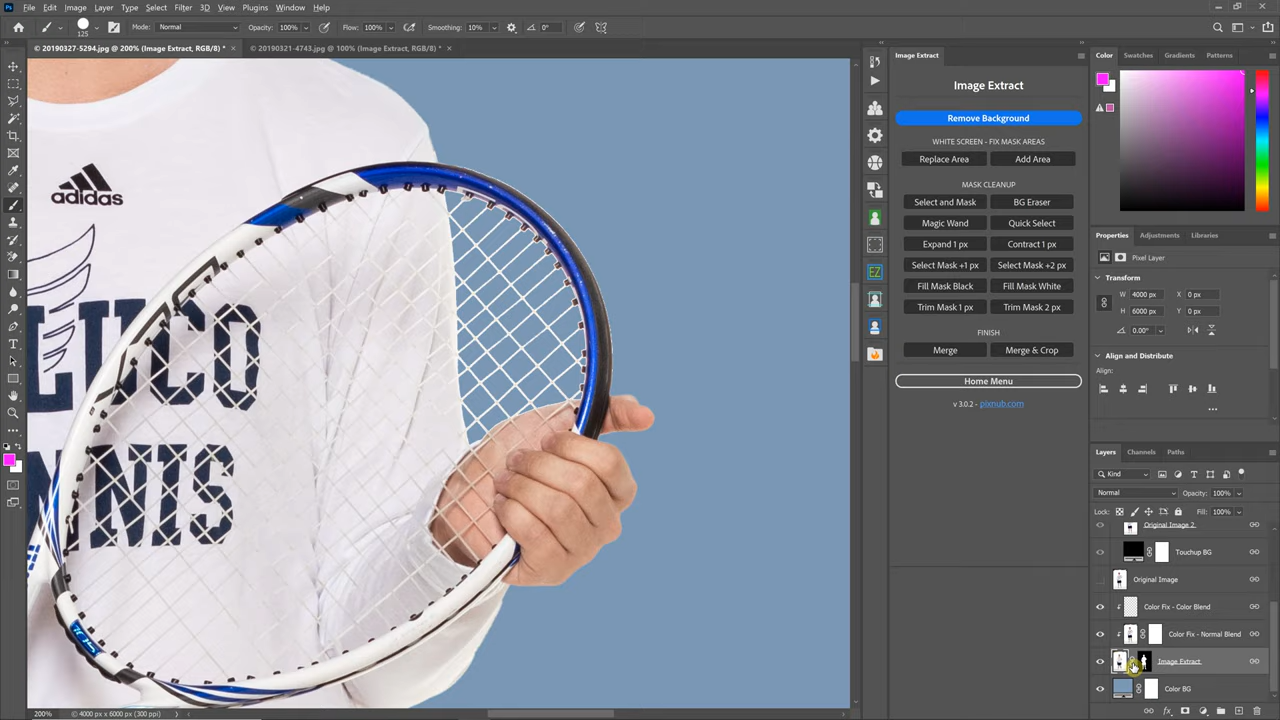 Ps File Edit Image Layer Type Select Filter 3D View Plugins Window Help
125 Mode: Normal Opacity: 100% Flow: 100% Smoothing: 10% 0°
© 20190327-5294.jpg @ 200% (Image Extract, RGB/8) * × © 20190321-4743.jpg @ 100% (Image Extract, RGB/8) * ×
Image Extract
Color Swatches Gradients Patterns
Image Extract
Remove Background
WHITE SCREEN - FIX MASK AREAS
Replace Area Add Area
MASK CLEANUP
Select and Mask BG Eraser
Magic Wand Quick Select
Expand 1 px Contract 1 px
Select Mask +1 px Select Mask +2 px
Fill Mask Black Fill Mask White
Trim Mask 1 px Trim Mask 2 px
FINISH
Merge Merge & Crop
Home Menu
v 3.0.2 - pixnub.com
EZ
Properties Adjustments Libraries
Pixel Layer
Transform
W 4000 px X 0 px
H 6000 px Y 0 px
0.00°
Align and Distribute
Align:
Layers Channels Paths
Kind
Normal Opacity: 100%
Lock: Fill: 100%
Original Image 2
Touchup BG
Original Image
Color Fix - Color Blend
Color Fix - Normal Blend
Image Extract
Color BG
adidas
TENNIS
200% 4000 px x 6000 px (300 ppi)